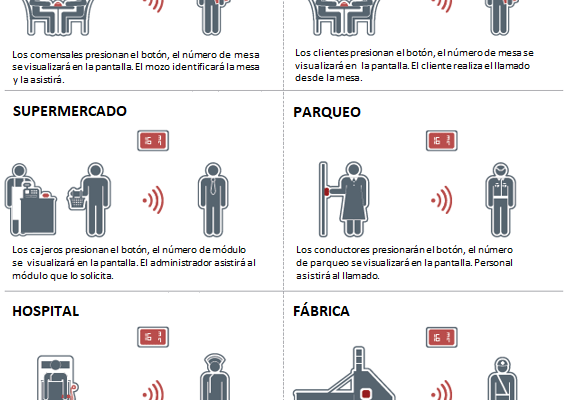 Los comensales presionan el botón, el número de mesa
se visualizará en la pantalla. El mozo identificará la mesa
y la asistirá.
Los clientes presionan el botón, el número de mesa se
visualizará en la pantalla. El cliente realiza el llamado
desde la mesa.
SUPERMERCADO
PARQUEO
Los cajeros presionan el botón, el número de módulo
se visualizará en la pantalla. El administrador asistirá al
módulo que lo solicita.
Los conductores presionarán el botón, el número
de parqueo se visualizará en la pantalla. Personal
asistirá al llamado.
HOSPITAL
FÁBRICA